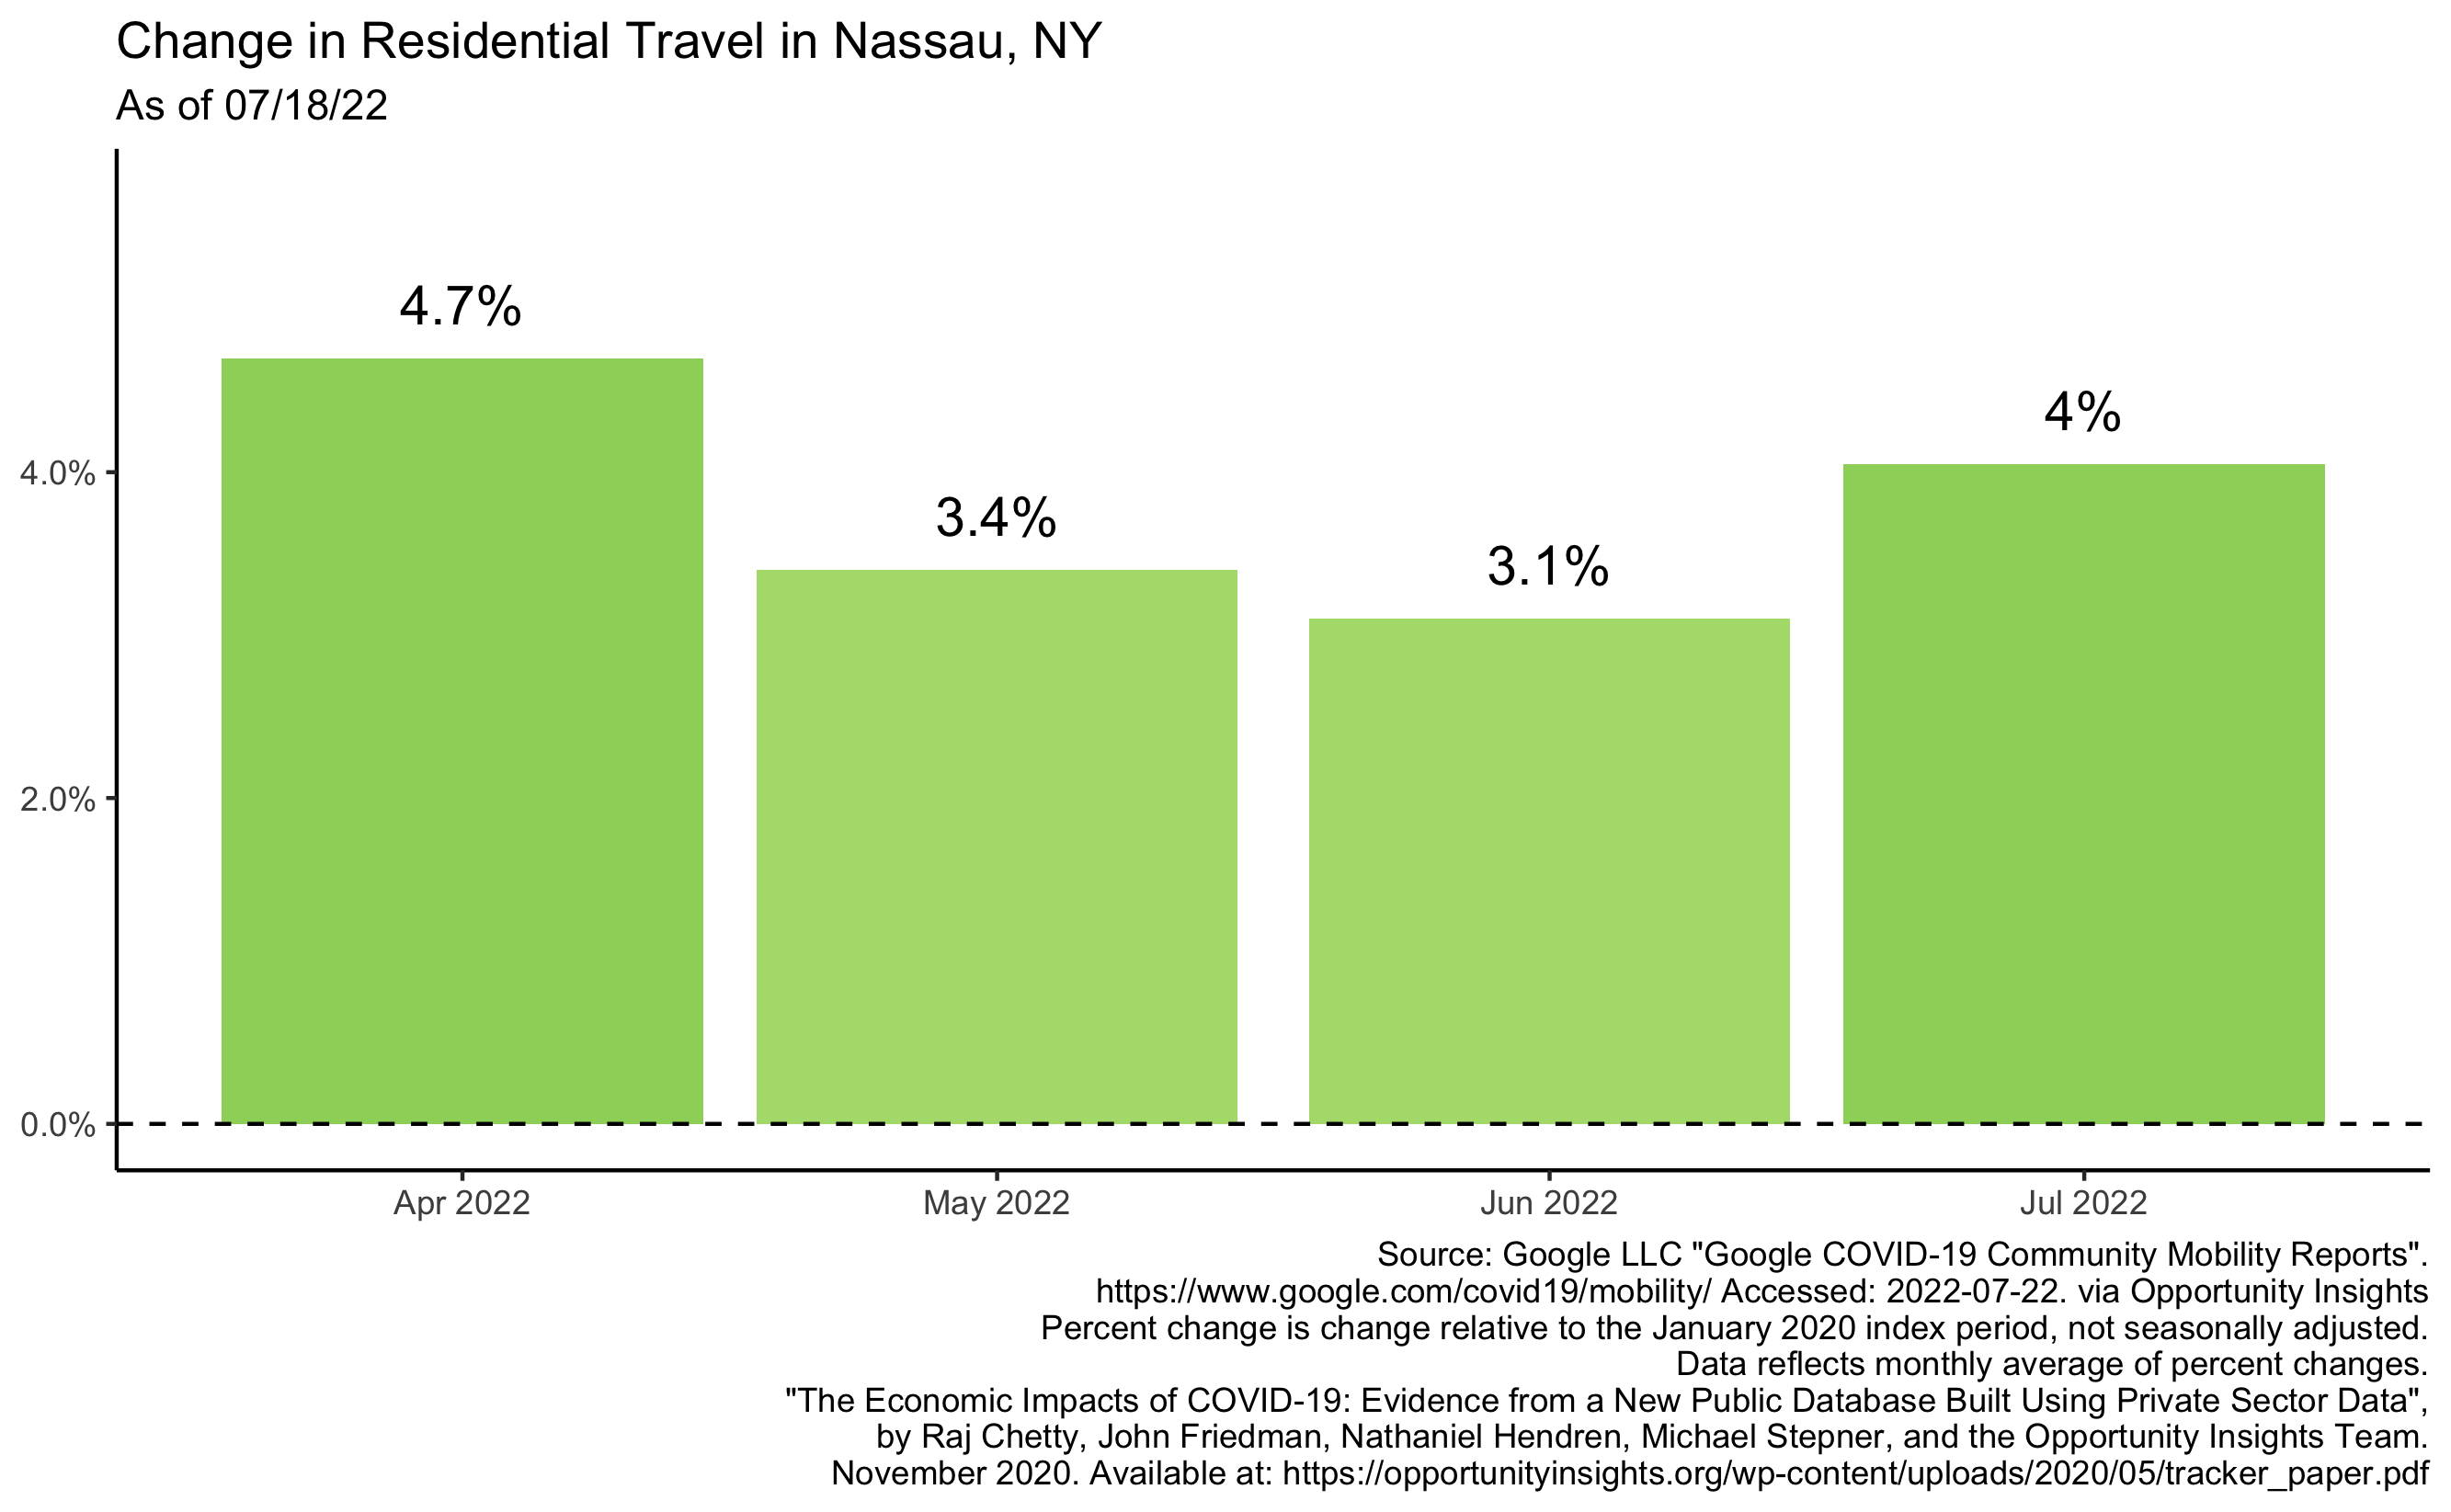 Change in Residential Travel in Nassau, NY
As of 07/18/22
4.7%
3.4%
3.1%
4%
4.0%
2.0%
0.0%
Apr 2022
May 2022
Jun 2022
Jul 2022
Source: Google LLC "Google COVID-19 Community Mobility Reports".
https://www.google.com/covid19/mobility/ Accessed: 2022-07-22. via Opportunity Insights
Percent change is change relative to the January 2020 index period, not seasonally adjusted.
Data reflects monthly average of percent changes.
"The Economic Impacts of COVID-19: Evidence from a New Public Database Built Using Private Sector Data",
by Raj Chetty, John Friedman, Nathaniel Hendren, Michael Stepner, and the Opportunity Insights Team.
November 2020. Available at: https://opportunityinsights.org/wp-content/uploads/2020/05/tracker_paper.pdf